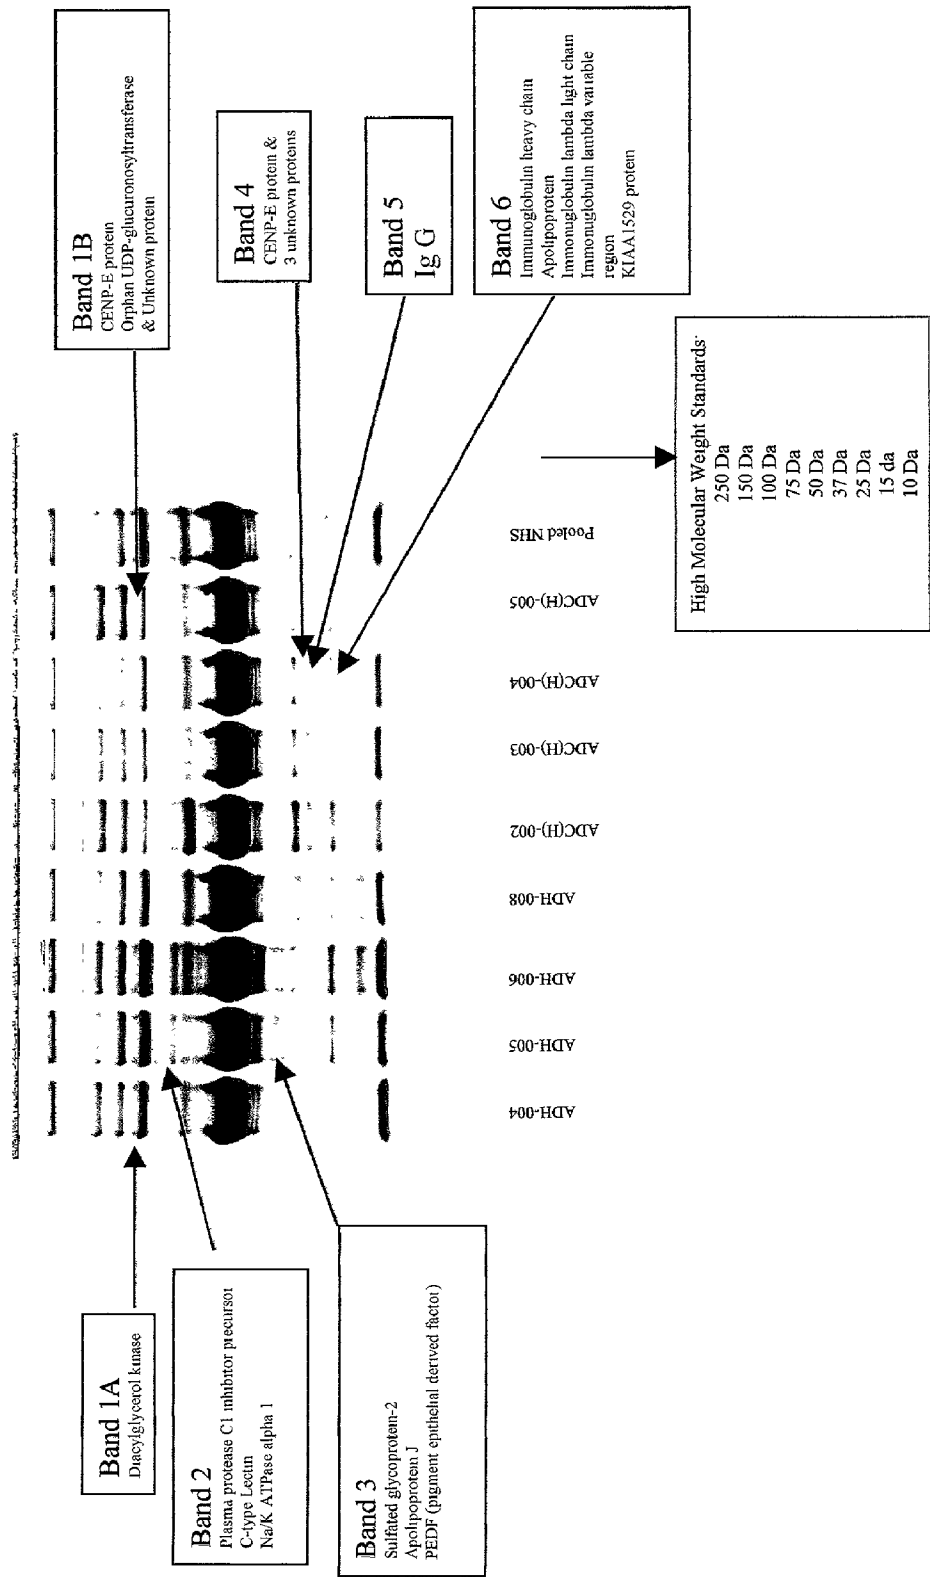 Band 1A
Diacylglycerol kinase
Band 2
Plasma protease C1 inhibitor precursor
C-type Lectin
Na/K ATPase alpha 1
Band 3
Sulfated glycoprotein-2
Apolipoprotein J
PEDF (pigment epithelial derived factor)
Band 1B
CENP-E protein
Orphan UDP-glucuronosyltransferase
& Unknown protein
Band 4
CENP-E protein &
3 unknown proteins
Band 5
Ig G
Band 6
Immunoglobulin heavy chain
Apolipoprotein
Immonuglobulin lambda light chain
Immonuglobulin lambda variable
region
KIAA1529 protein
ADH-004
ADH-005
ADH-006
ADH-008
ADC(H)-002
ADC(H)-003
ADC(H)-004
ADC(H)-005
Pooled NHS
High Molecular Weight Standards:
250 Da
150 Da
100 Da
75 Da
50 Da
37 Da
25 Da
15 da
10 Da